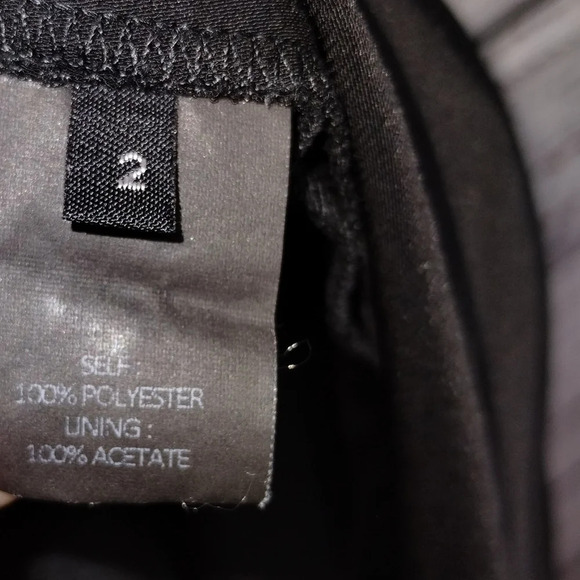 2
SELF :
100% POLYESTER
LINING :
100% ACETATE